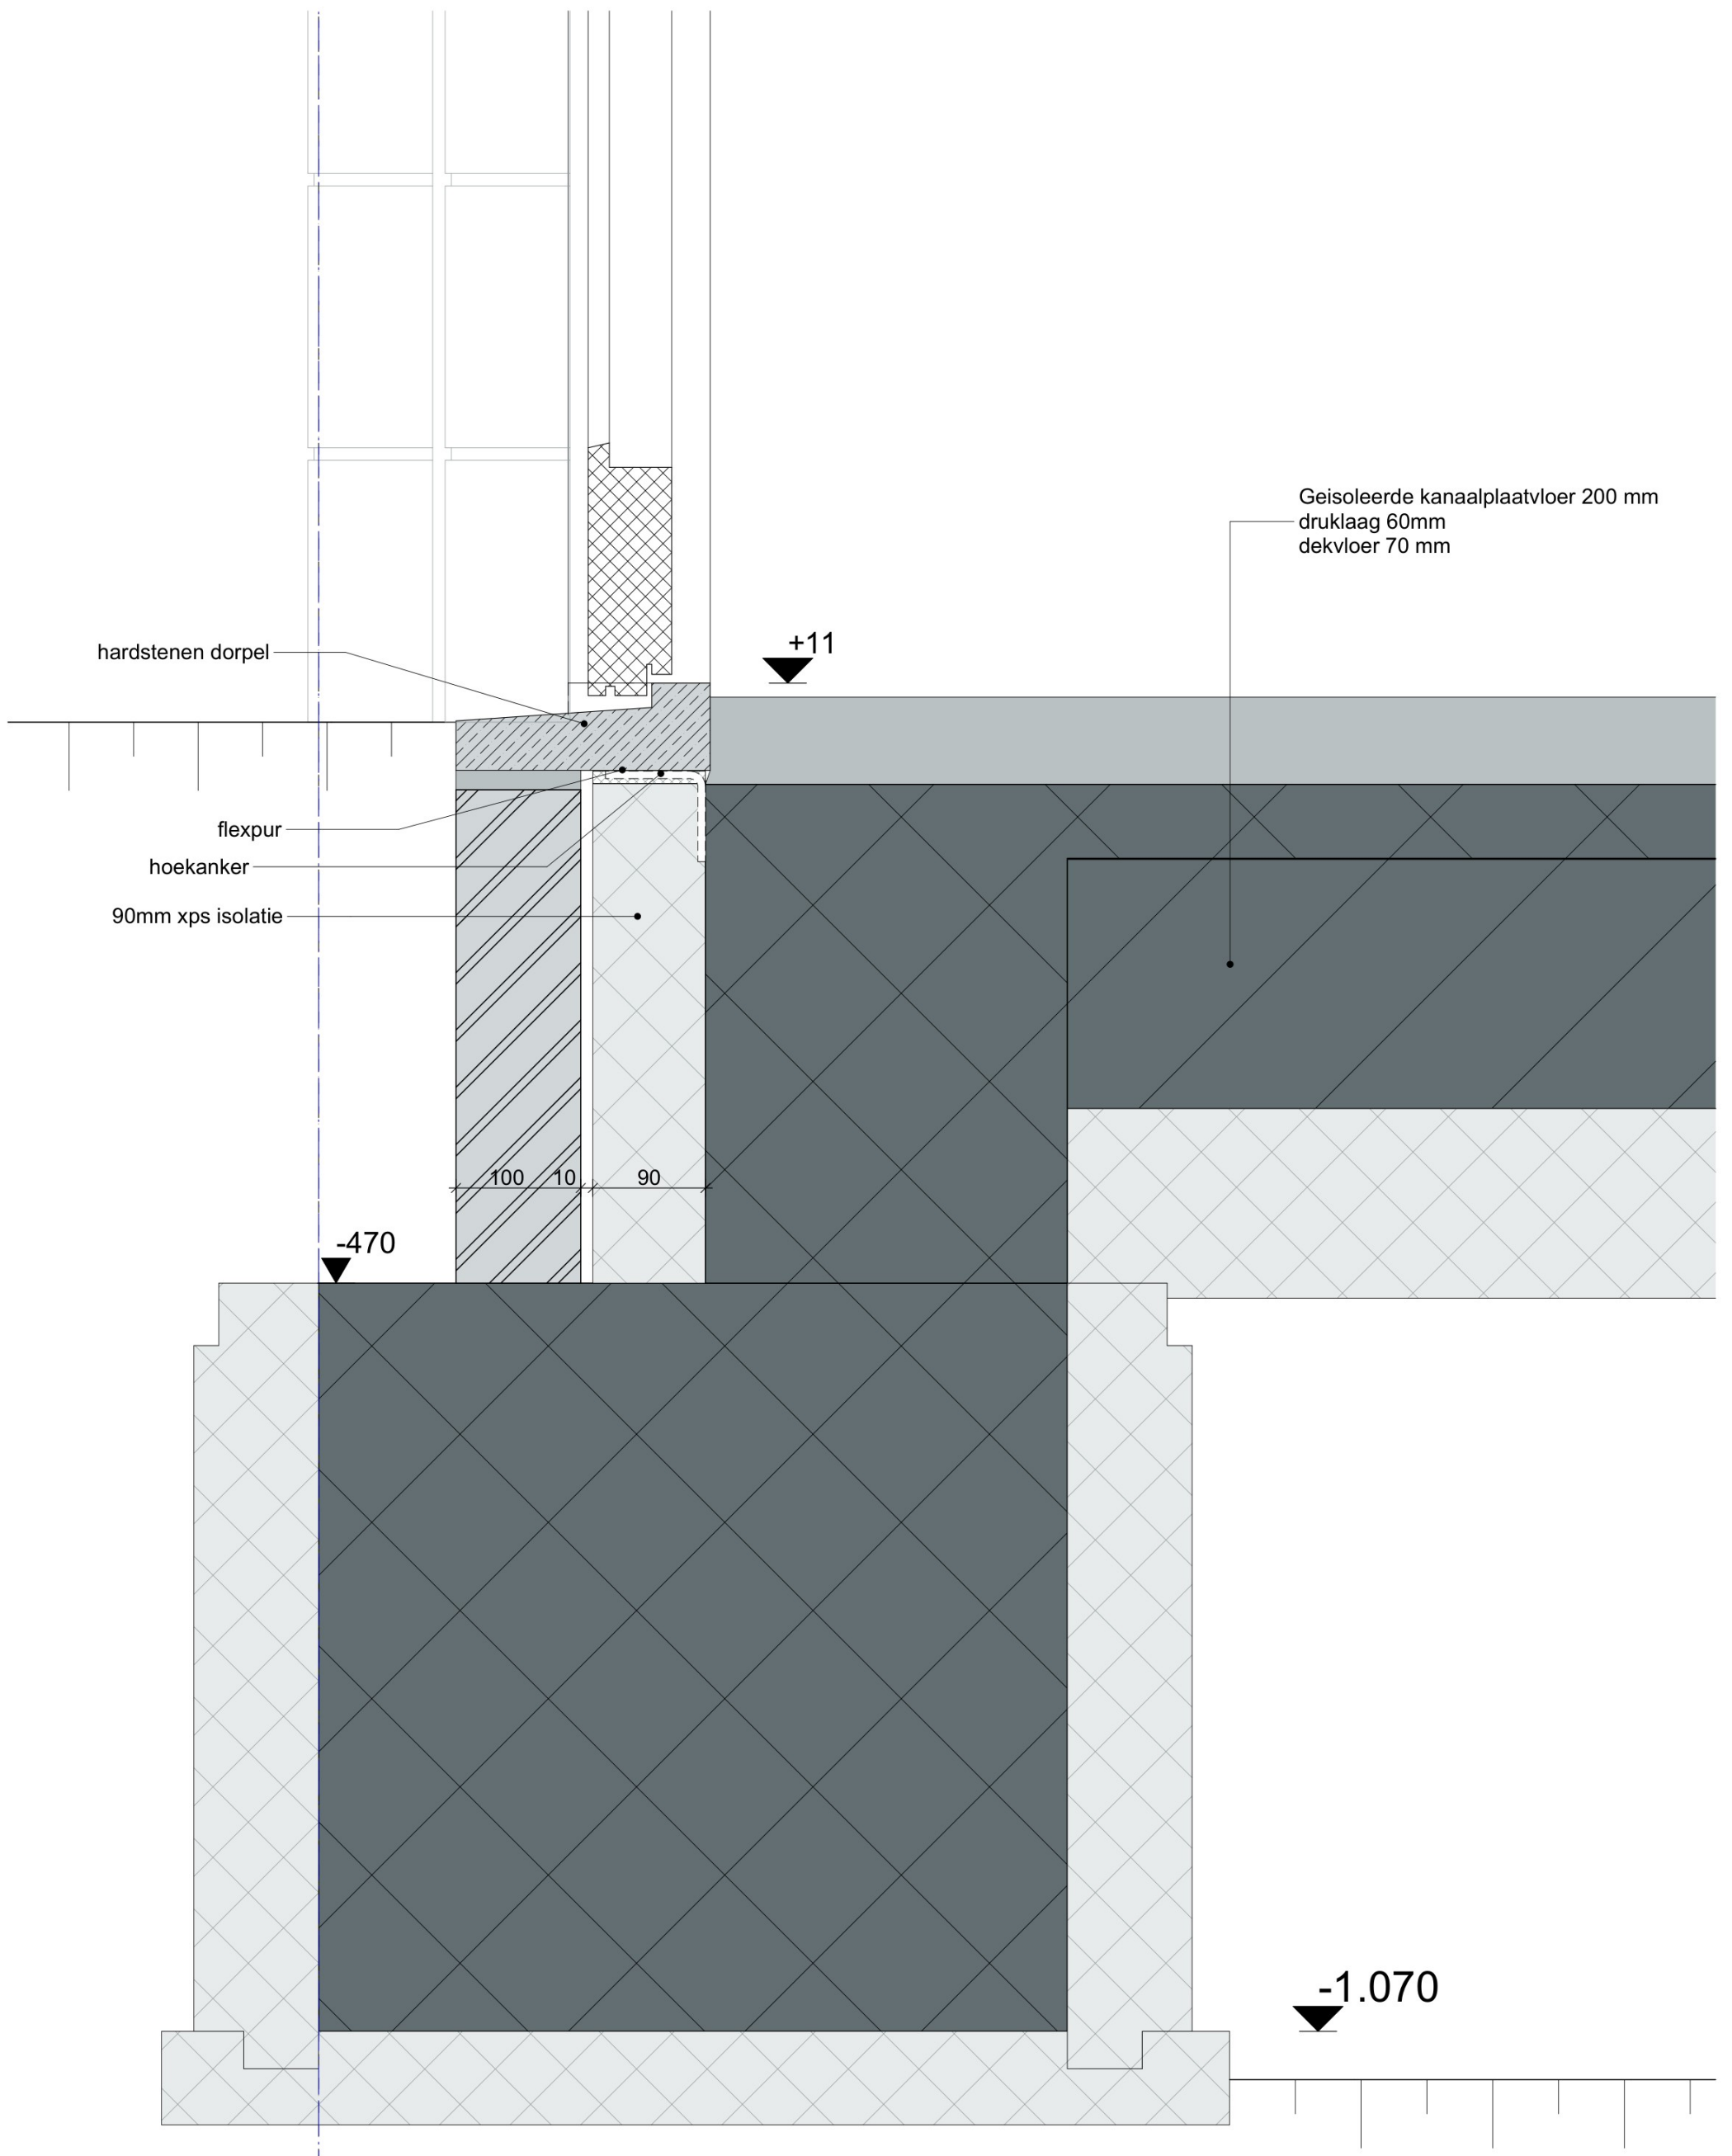 Geisoleerde kanaalplaatvloer 200 mm
druklaag 60mm
dekvloer 70 mm
+11
hardstenen dorpel
flexpur
hoekanker
90mm xps isolatie
100 10 90
-470
-1.070